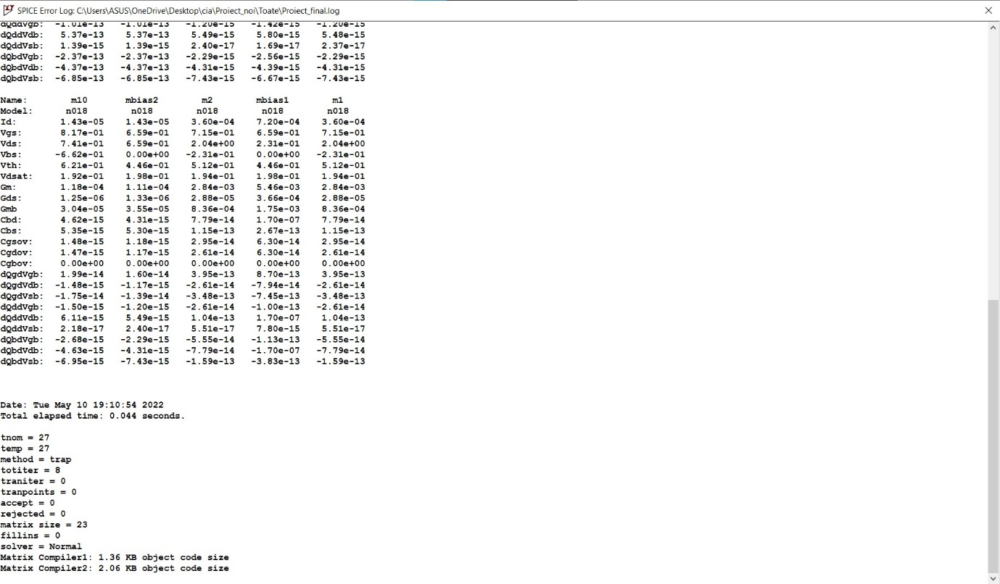 SPICE Error Log: C:\Users\ASUS\OneDrive\Desktop\cia\Proiect_noi\Toate\Proiect_final.log
dQddVgb: -1.01e-13 -1.01e-13 -1.20e-15 -1.42e-15 -1.20e-15
dQddVdb: 5.37e-13 5.37e-13 5.49e-15 5.80e-15 5.48e-15
dQddVsb: 1.39e-15 1.39e-15 2.40e-17 1.69e-17 2.37e-17
dQbdVgb: -2.37e-13 -2.37e-13 -2.29e-15 -2.56e-15 -2.29e-15
dQbdVdb: -4.37e-13 -4.37e-13 -4.31e-15 -4.39e-15 -4.31e-15
dQbdVsb: -6.85e-13 -6.85e-13 -7.43e-15 -6.67e-15 -7.43e-15
Name: m10 mbias2 m2 mbias1 m1
Model: n018 n018 n018 n018 n018
Id: 1.43e-05 1.43e-05 3.60e-04 7.20e-04 3.60e-04
Vgs: 8.17e-01 6.59e-01 7.15e-01 6.59e-01 7.15e-01
Vds: 7.41e-01 6.59e-01 2.04e+00 2.31e-01 2.04e+00
Vbs: -6.62e-01 0.00e+00 -2.31e-01 0.00e+00 -2.31e-01
Vth: 6.21e-01 4.46e-01 5.12e-01 4.46e-01 5.12e-01
Vdsat: 1.92e-01 1.98e-01 1.94e-01 1.98e-01 1.94e-01
Gm: 1.18e-04 1.11e-04 2.84e-03 5.46e-03 2.84e-03
Gds: 1.25e-06 1.33e-06 2.88e-05 3.66e-04 2.88e-05
Gmb 3.04e-05 3.55e-05 8.36e-04 1.75e-03 8.36e-04
Cbd: 4.62e-15 4.31e-15 7.79e-14 1.70e-07 7.79e-14
Cbs: 5.35e-15 5.30e-15 1.15e-13 2.67e-13 1.15e-13
Cgsov: 1.48e-15 1.18e-15 2.95e-14 6.30e-14 2.95e-14
Cgdov: 1.47e-15 1.17e-15 2.61e-14 6.30e-14 2.61e-14
Cgbov: 0.00e+00 0.00e+00 0.00e+00 0.00e+00 0.00e+00
dQgdVgb: 1.99e-14 1.60e-14 3.95e-13 8.70e-13 3.95e-13
dQgdVdb: -1.48e-15 -1.17e-15 -2.61e-14 -7.94e-14 -2.61e-14
dQgdVsb: -1.75e-14 -1.39e-14 -3.48e-13 -7.45e-13 -3.48e-13
dQddVgb: -1.50e-15 -1.20e-15 -2.61e-14 -1.00e-13 -2.61e-14
dQddVdb: 6.11e-15 5.49e-15 1.04e-13 1.70e-07 1.04e-13
dQddVsb: 2.18e-17 2.40e-17 5.51e-17 7.80e-15 5.51e-17
dQbdVgb: -2.68e-15 -2.29e-15 -5.55e-14 -1.13e-13 -5.55e-14
dQbdVdb: -4.63e-15 -4.31e-15 -7.79e-14 -1.70e-07 -7.79e-14
dQbdVsb: -6.95e-15 -7.43e-15 -1.59e-13 -3.83e-13 -1.59e-13
Date: Tue May 10 19:10:54 2022
Total elapsed time: 0.044 seconds.
tnom = 27
temp = 27
method = trap
totiter = 8
traniter = 0
tranpoints = 0
accept = 0
rejected = 0
matrix size = 23
fillins = 0
solver = Normal
Matrix Compiler1: 1.36 KB object code size
Matrix Compiler2: 2.06 KB object code size